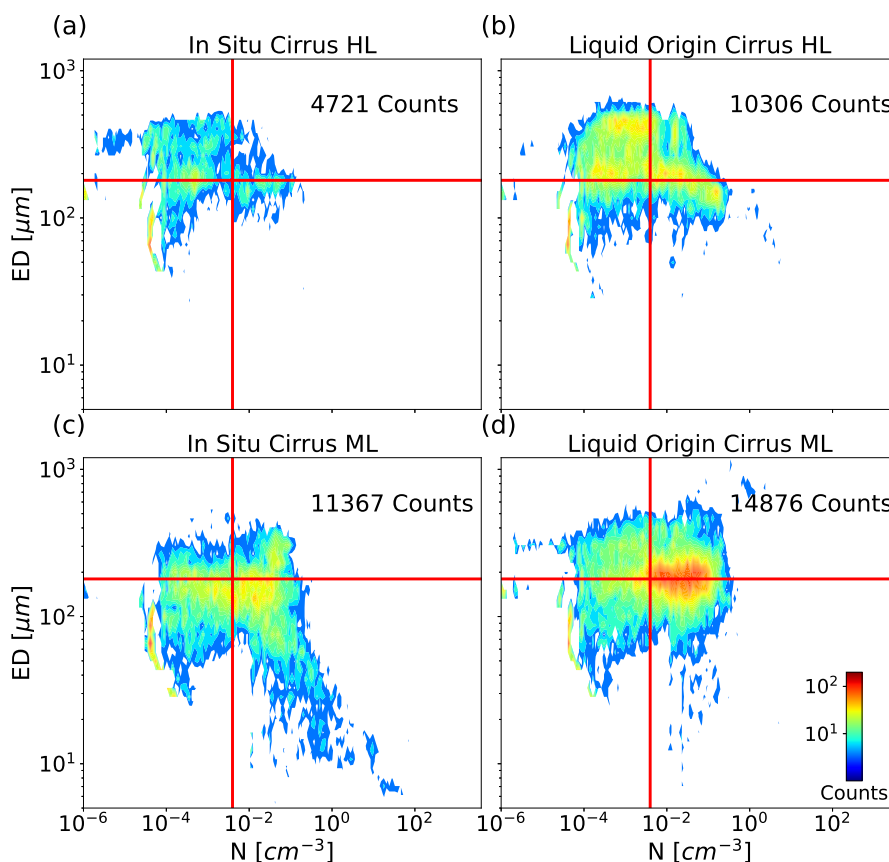 (a)
In Situ Cirrus HL
(b)
Liquid Origin Cirrus HL
10³
4721 Counts
10306 Counts
ED [μm]
10²
10¹
(c)
In Situ Cirrus ML
(d)
Liquid Origin Cirrus ML
10³
11367 Counts
14876 Counts
ED [μm]
10²
10²
10¹
10¹
Counts
10⁻⁶ 10⁻⁴ 10⁻² 10⁰ 10² 10⁻⁶ 10⁻⁴ 10⁻² 10⁰ 10²
N [cm⁻³] N [cm⁻³]